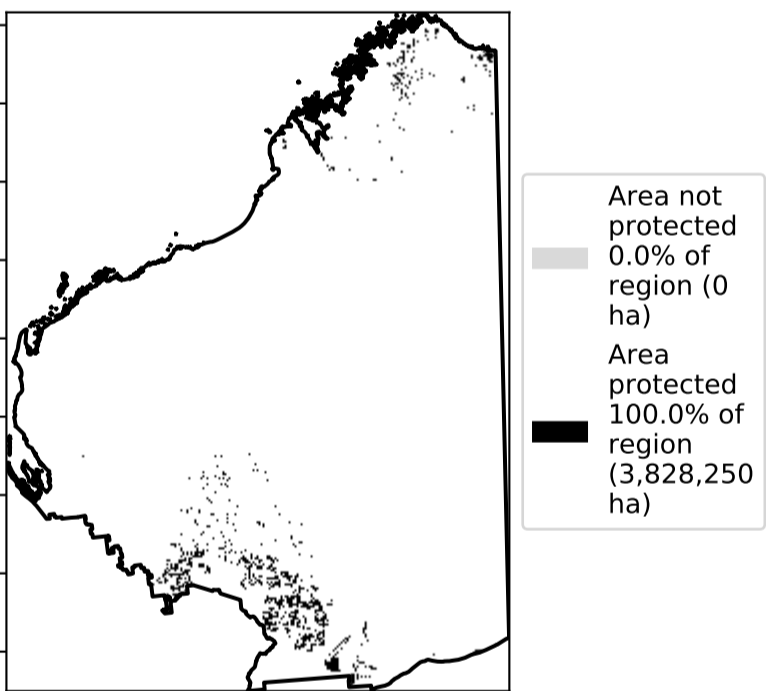 Area not
protected
0.0% of
region (0
ha)
Area
protected
100.0% of
region
(3,828,250
ha)